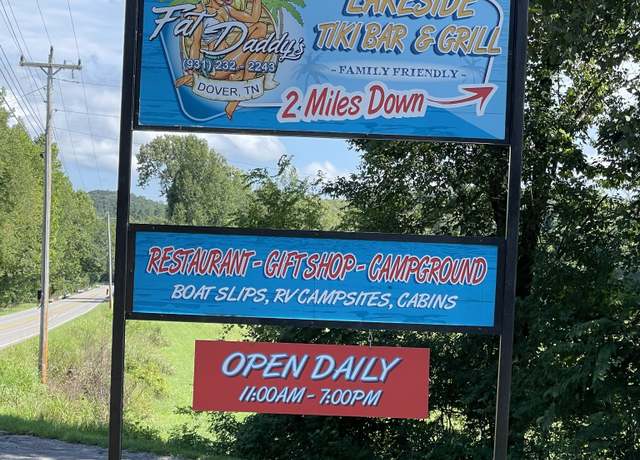 LAKESIDE
Fat Daddy's
TIKI BAR & GRILL
(931) 232 - 2243
- FAMILY FRIENDLY -
DOVER, TN
2 Miles Down
RESTAURANT - GIFT SHOP - CAMPGROUND
BOAT SLIPS, RV CAMPSITES, CABINS
OPEN DAILY
11:00AM - 7:00PM